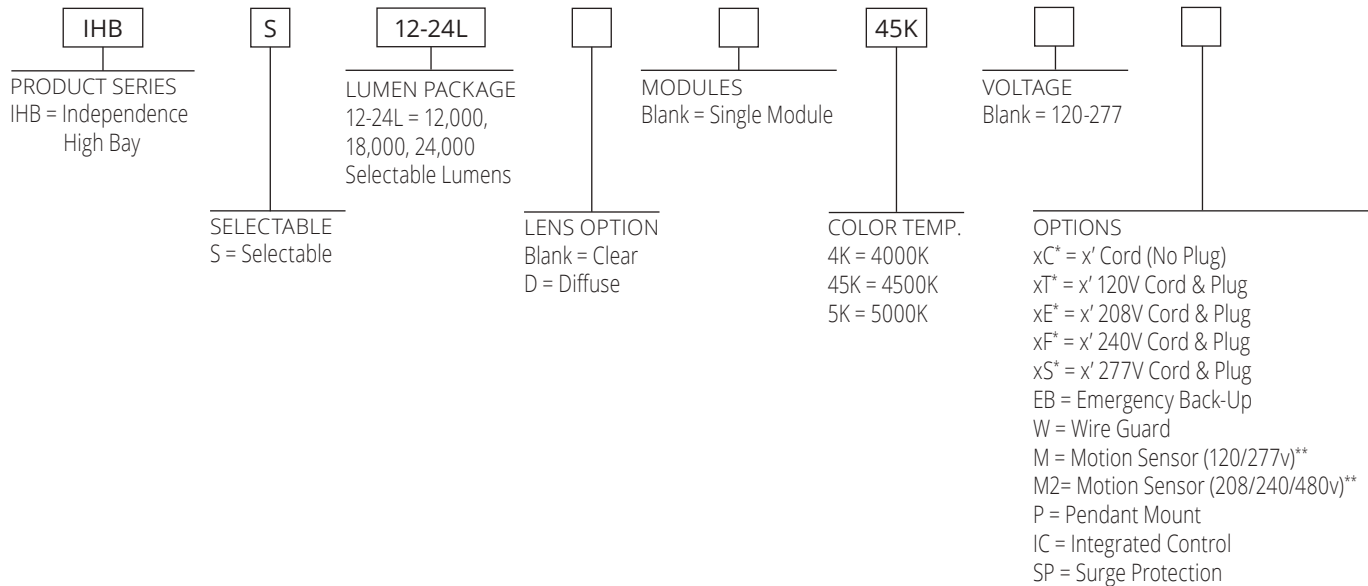 IHB
S
12-24L
45K
PRODUCT SERIES
IHB = Independence
High Bay
SELECTABLE
S = Selectable
LUMEN PACKAGE
12-24L = 12,000,
18,000, 24,000
Selectable Lumens
LENS OPTION
Blank = Clear
D = Diffuse
MODULES
Blank = Single Module
COLOR TEMP.
4K = 4000K
45K = 4500K
5K = 5000K
VOLTAGE
Blank = 120-277
OPTIONS
xC* = x' Cord (No Plug)
xT* = x' 120V Cord & Plug
xE* = x' 208V Cord & Plug
xF* = x' 240V Cord & Plug
xS* = x' 277V Cord & Plug
EB = Emergency Back-Up
W = Wire Guard
M = Motion Sensor (120/277v)**
M2= Motion Sensor (208/240/480v)**
P = Pendant Mount
IC = Integrated Control
SP = Surge Protection